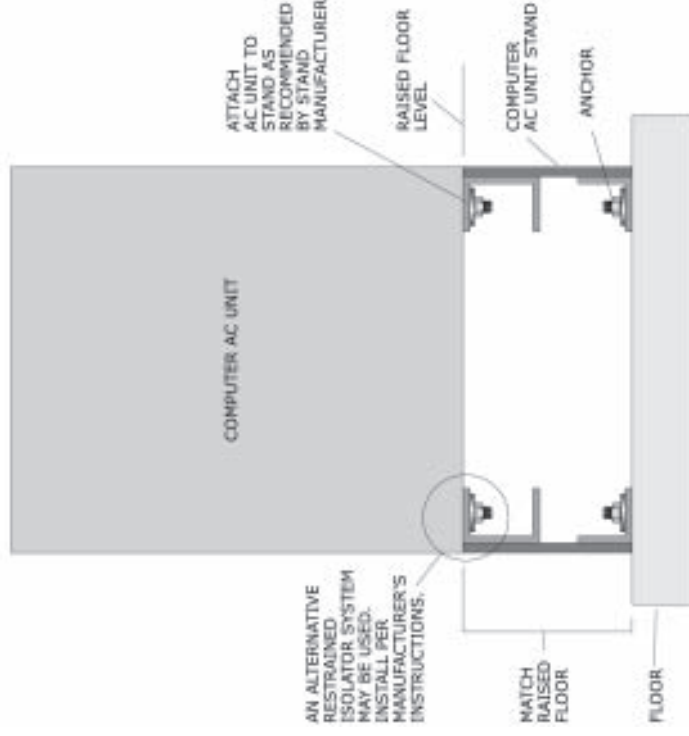 ATTACH
AC UNIT TO
STAND AS
RECOMMENDED
BY STAND
MANUFACTURER
RAISED FLOOR
LEVEL
COMPUTER
AC UNIT STAND
ANCHOR
COMPUTER AC UNIT
AN ALTERNATIVE
RESTRAINED
ISOLATOR SYSTEM
MAY BE USED.
INSTALL PER
MANUFACTURER'S
INSTRUCTIONS.
MATCH
RAISED
FLOOR
FLOOR